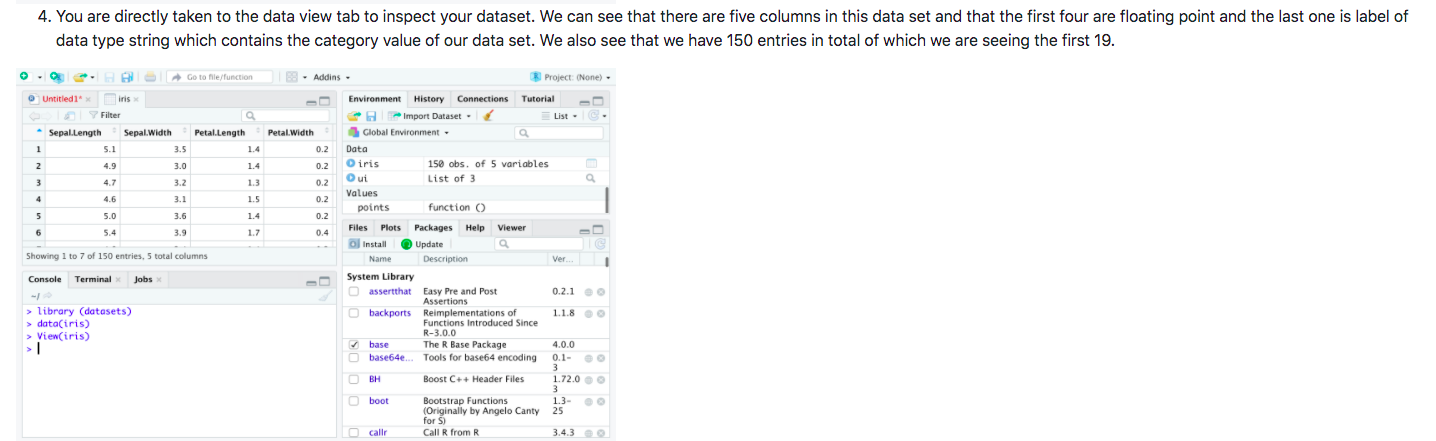 4. You are directly taken to the data view tab to inspect your dataset. We can see that there are five columns in this data set and that the first four are floating point and the last one is label of
data type string which contains the category value of our data set. We also see that we have 150 entries in total of which we are seeing the first 19.
Go to file/function
Addins
Project: (None)
Untitled1*
iris
Filter
Sepal.Length Sepal.Width Petal.Length Petal.Width
1 5.1 3.5 1.4 0.2
2 4.9 3.0 1.4 0.2
3 4.7 3.2 1.3 0.2
4 4.6 3.1 1.5 0.2
5 5.0 3.6 1.4 0.2
6 5.4 3.9 1.7 0.4
Showing 1 to 7 of 150 entries, 5 total columns
Console Terminal Jobs
~/
> library (datasets)
> data(iris)
> View(iris)
>
Environment History Connections Tutorial
Import Dataset List
Global Environment
Data
iris 150 obs. of 5 variables
ui List of 3
Values
points function ()
Files Plots Packages Help Viewer
Install Update
Name Description Ver...
System Library
assertthat Easy Pre and Post 0.2.1
Assertions
backports Reimplementations of 1.1.8
Functions Introduced Since
R-3.0.0
base The R Base Package 4.0.0
base64e... Tools for base64 encoding 0.1-
3
BH Boost C++ Header Files 1.72.0
3
boot Bootstrap Functions 1.3-
(Originally by Angelo Canty 25
for S)
callr Call R from R 3.4.3